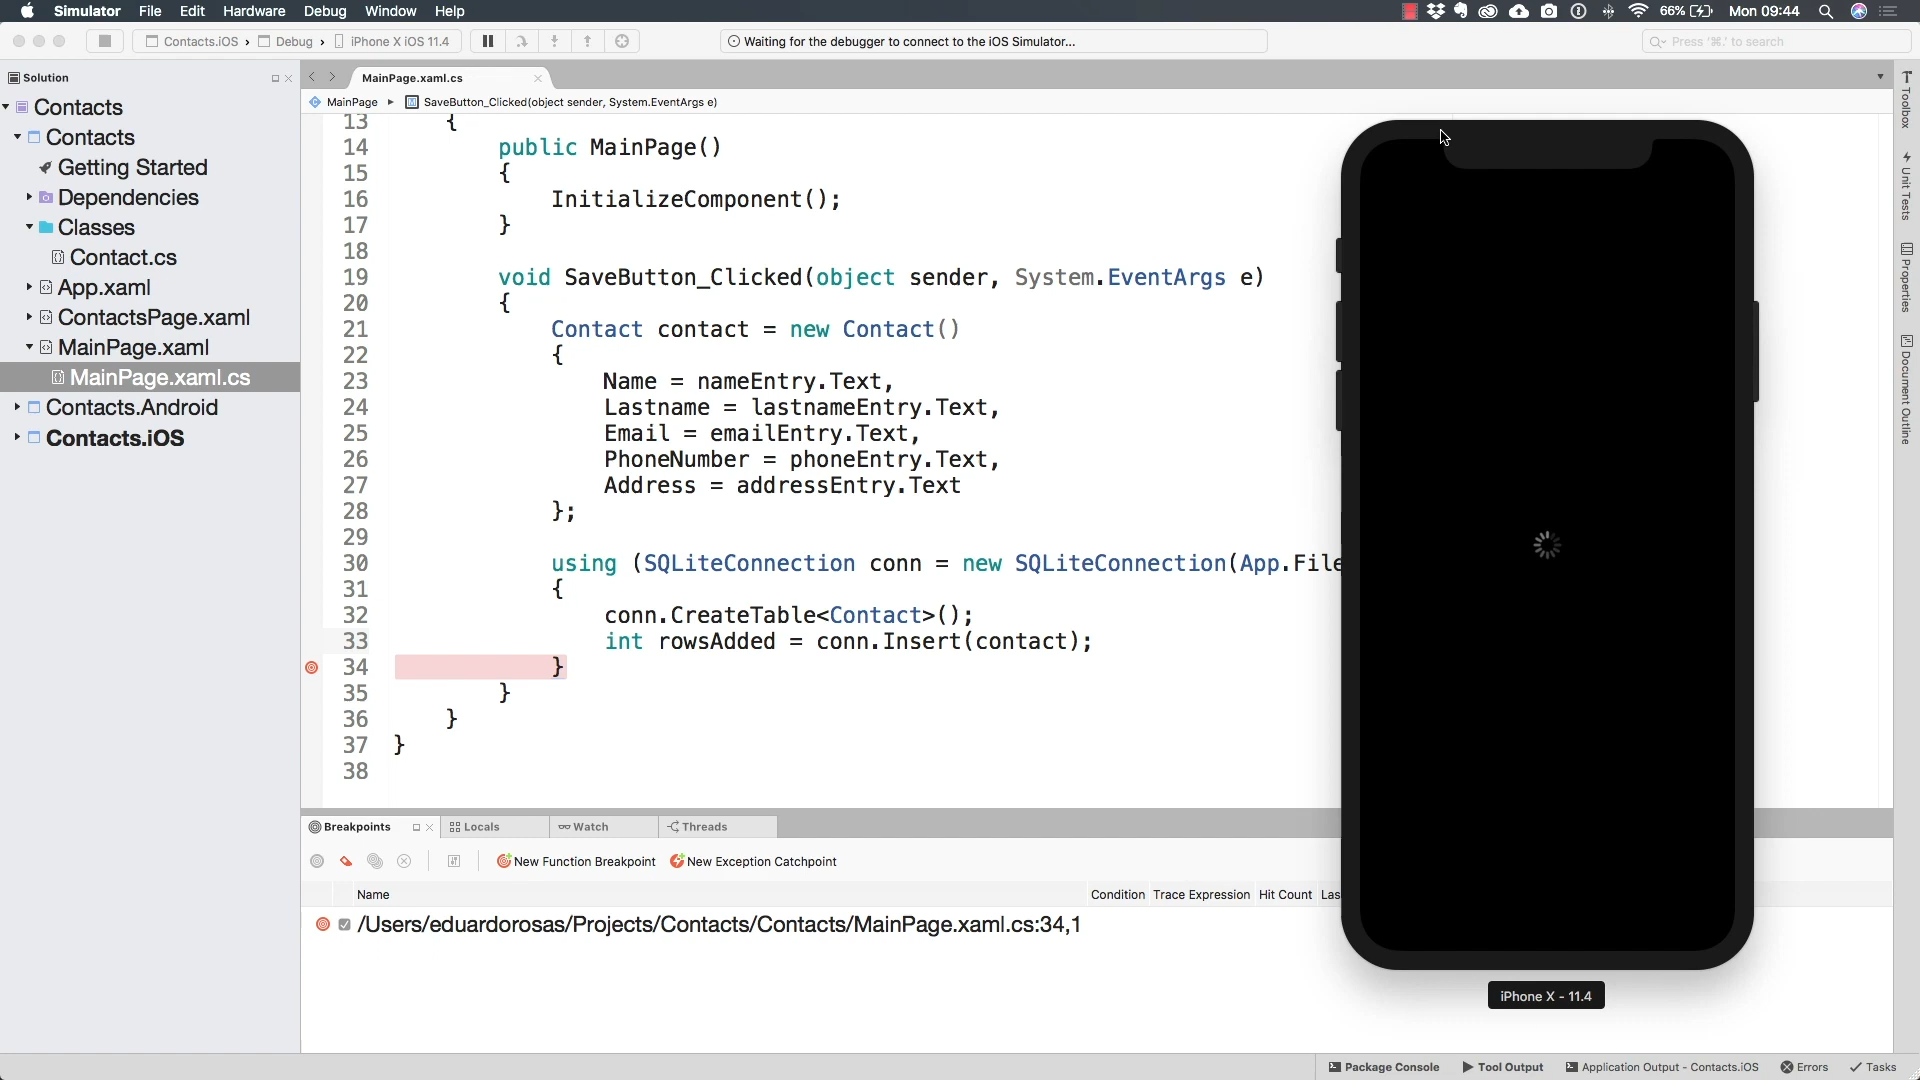 Simulator File Edit Hardware Debug Window Help 66% Mon 09:44
Contacts.iOS › Debug › iPhone X iOS 11.4 Waiting for the debugger to connect to the iOS Simulator... Press '⌘.' to search
Solution
Contacts
Contacts
Getting Started
Dependencies
Classes
Contact.cs
App.xaml
ContactsPage.xaml
MainPage.xaml
MainPage.xaml.cs
Contacts.Android
Contacts.iOS
MainPage.xaml.cs
MainPage SaveButton_Clicked(object sender, System.EventArgs e)
13 {
14 public MainPage()
15 {
16 InitializeComponent();
17 }
18
19 void SaveButton_Clicked(object sender, System.EventArgs e)
20 {
21 Contact contact = new Contact()
22 {
23 Name = nameEntry.Text,
24 Lastname = lastnameEntry.Text,
25 Email = emailEntry.Text,
26 PhoneNumber = phoneEntry.Text,
27 Address = addressEntry.Text
28 };
29
30 using (SQLiteConnection conn = new SQLiteConnection(App.File
31 {
32 conn.CreateTable<Contact>();
33 int rowsAdded = conn.Insert(contact);
34 }
35 }
36 }
37 }
38
Breakpoints Locals Watch Threads
New Function Breakpoint New Exception Catchpoint
Name Condition Trace Expression Hit Count Las
/Users/eduardorosas/Projects/Contacts/Contacts/MainPage.xaml.cs:34,1
iPhone X - 11.4
Toolbox
Unit Tests
Properties
Document Outline
Package Console Tool Output Application Output - Contacts.iOS Errors Tasks